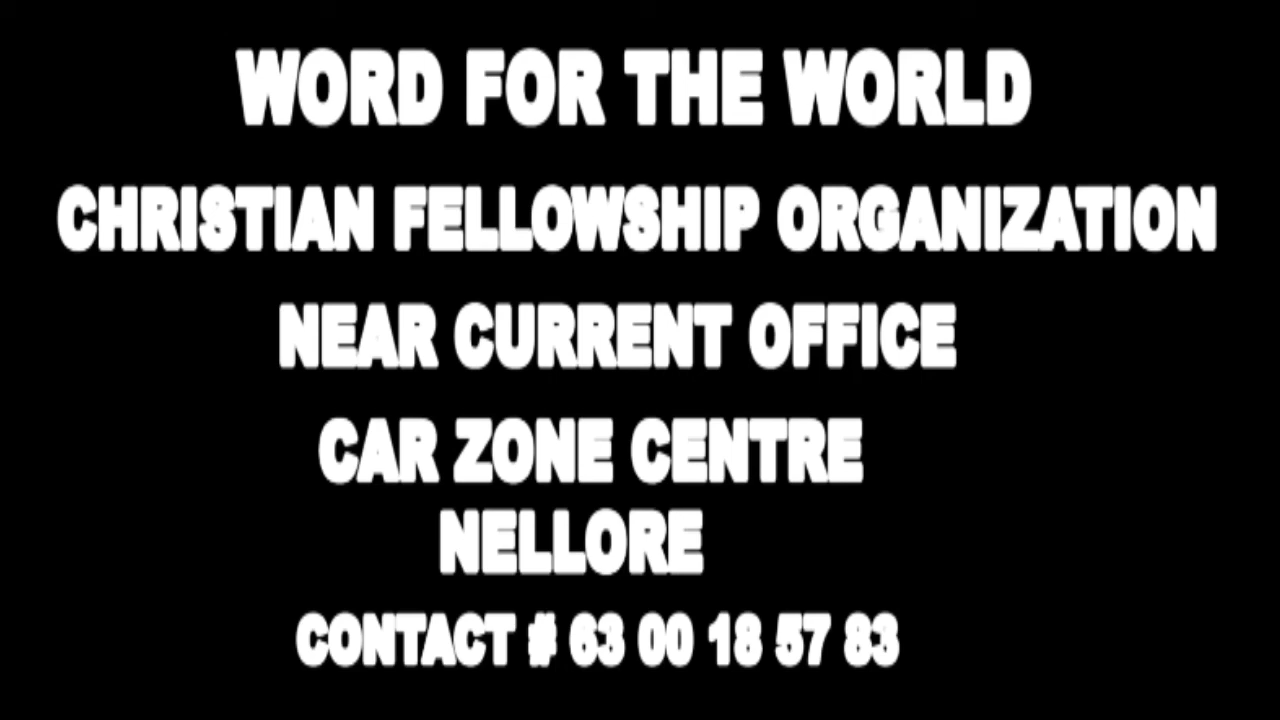 WORD FOR THE WORLD
CHRISTIAN FELLOWSHIP ORGANIZATION
NEAR CURRENT OFFICE
CAR ZONE CENTRE
NELLORE
CONTACT # 63 00 18 57 83